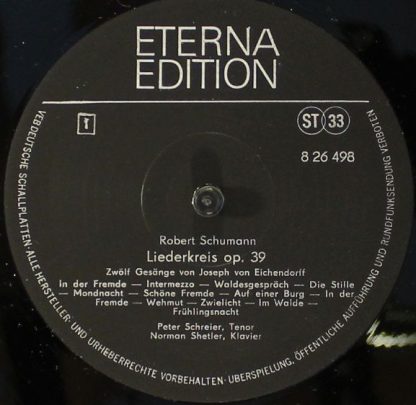 ETERNA
EDITION
1
ST 33
8 26 498
Robert Schumann
Liederkreis op. 39
Zwölf Gesänge von Joseph von Eichendorff
In der Fremde — Intermezzo — Waldesgespräch — Die Stille
— Mondnacht — Schöne Fremde — Auf einer Burg — In der
Fremde — Wehmut — Zwielicht — Im Walde —
Frühlingsnacht
Peter Schreier, Tenor
Norman Shetler, Klavier
VEB DEUTSCHE SCHALLPLATTEN · ALLE HERSTELLER- UND URHEBERRECHTE VORBEHALTEN · ÜBERSPIELUNG, ÖFFENTLICHE AUFFÜHRUNG UND RUNDFUNKSENDUNG VERBOTEN